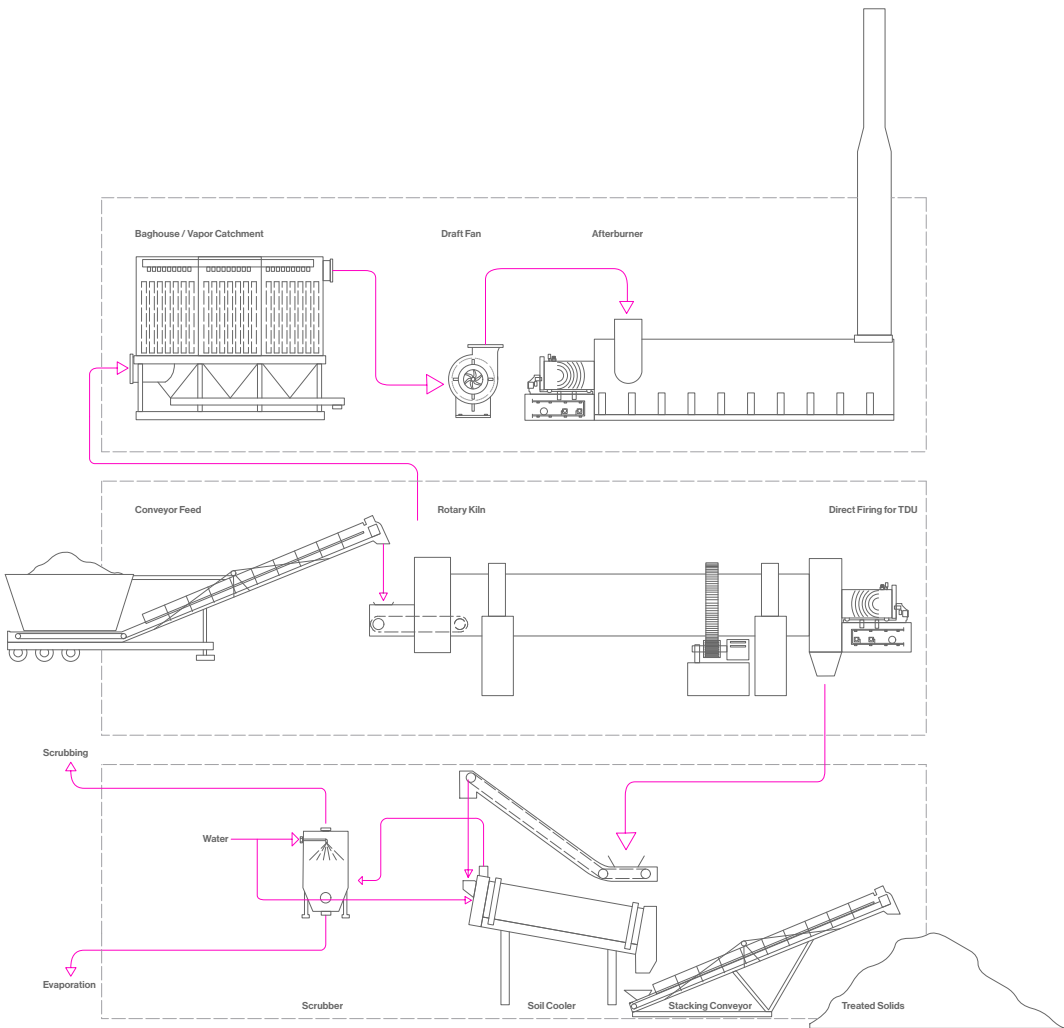 Baghouse / Vapor Catchment
Draft Fan
Afterburner
Conveyor Feed
Rotary Kiln
Direct Firing for TDU
Scrubbing
Water
Evaporation
Scrubber
Soil Cooler
Stacking Conveyor
Treated Solids